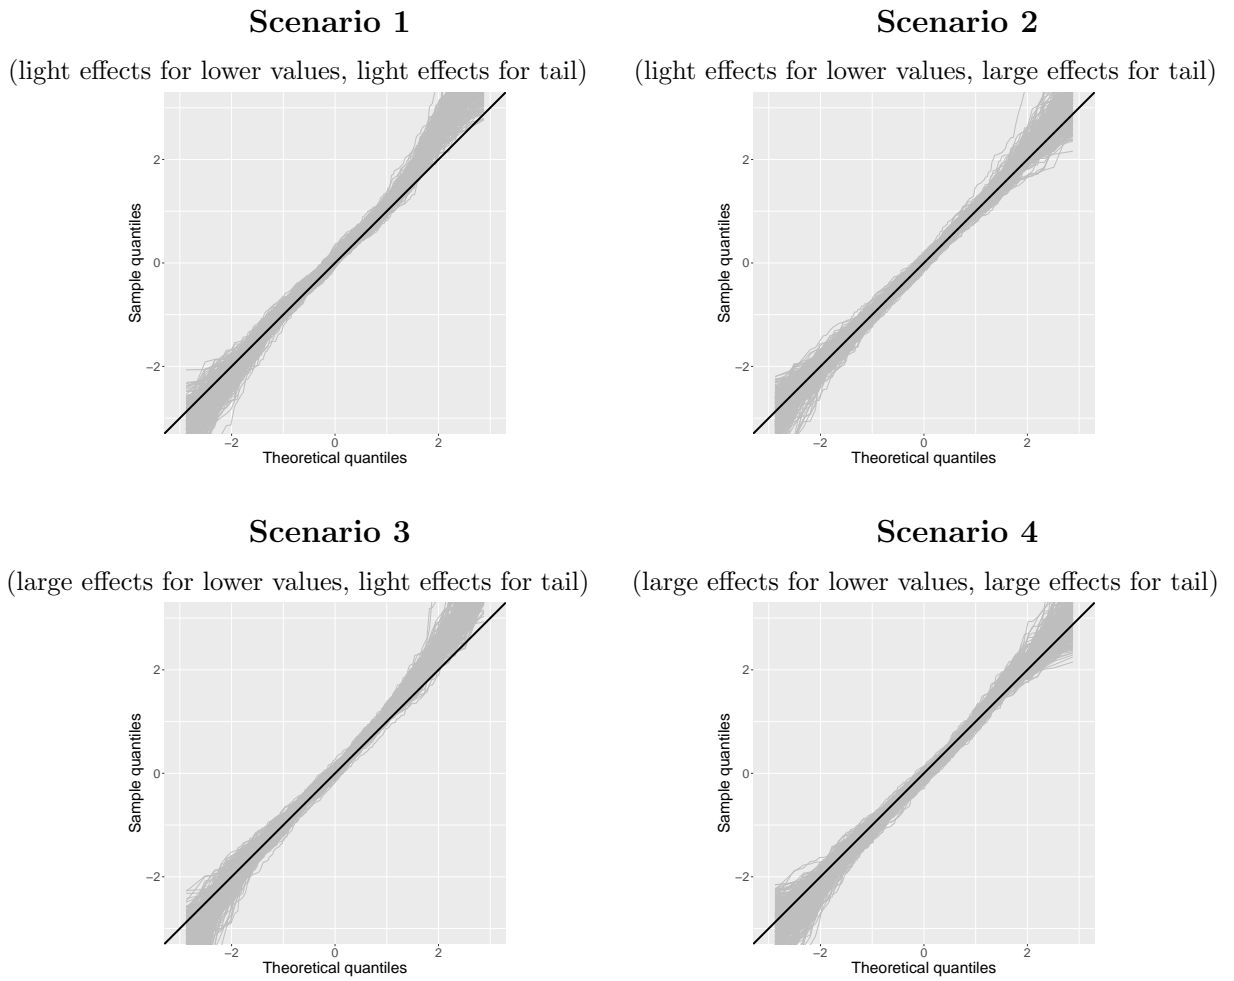 Scenario 1
(light effects for lower values, light effects for tail)
Sample quantiles
2
0
−2
−2
0
2
Theoretical quantiles
Scenario 2
(light effects for lower values, large effects for tail)
Sample quantiles
2
0
−2
−2
0
2
Theoretical quantiles
Scenario 3
(large effects for lower values, light effects for tail)
Sample quantiles
2
0
−2
−2
0
2
Theoretical quantiles
Scenario 4
(large effects for lower values, large effects for tail)
Sample quantiles
2
0
−2
−2
0
2
Theoretical quantiles